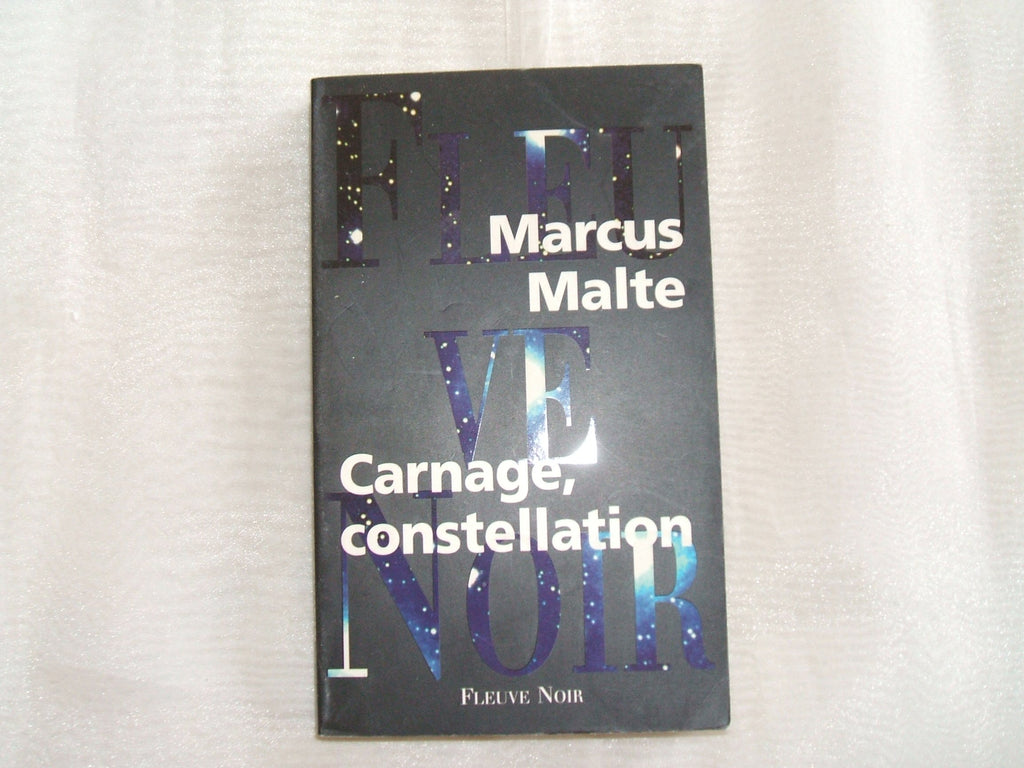 FLEU
Marcus
Malte
VE
Carnage,
constellation
NOIR
FLEUVE NOIR